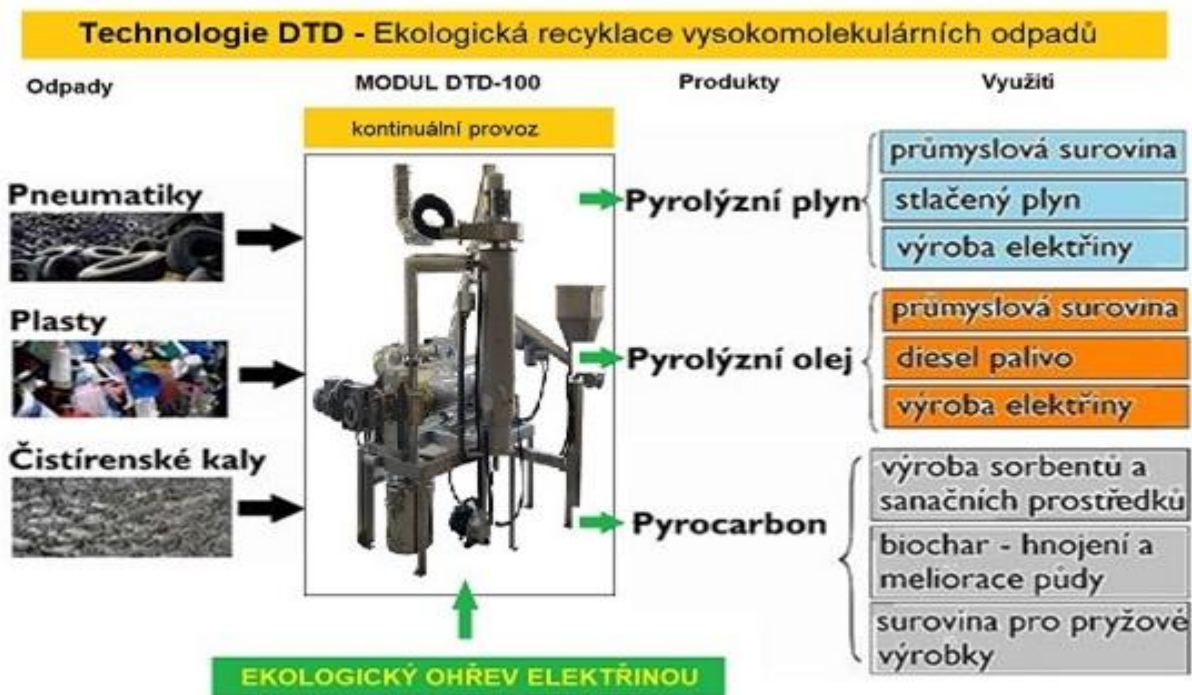 Technologie DTD - Ekologická recyklace vysokomolekulárních odpadů
Odpady
MODUL DTD-100
Produkty
Využiti
kontinuální provoz
Pneumatiky
Plasty
Čistírenské kaly
Pyrolýzní plyn
průmyslová surovina
stlačený plyn
výroba elektřiny
Pyrolýzní olej
průmyslová surovina
diesel palivo
výroba elektřiny
Pyrocarbon
výroba sorbentů a
sanačních prostředků
biochar - hnojení a
meliorace půdy
surovina pro pryžové
výrobky
EKOLOGICKÝ OHŘEV ELEKTŘINOU